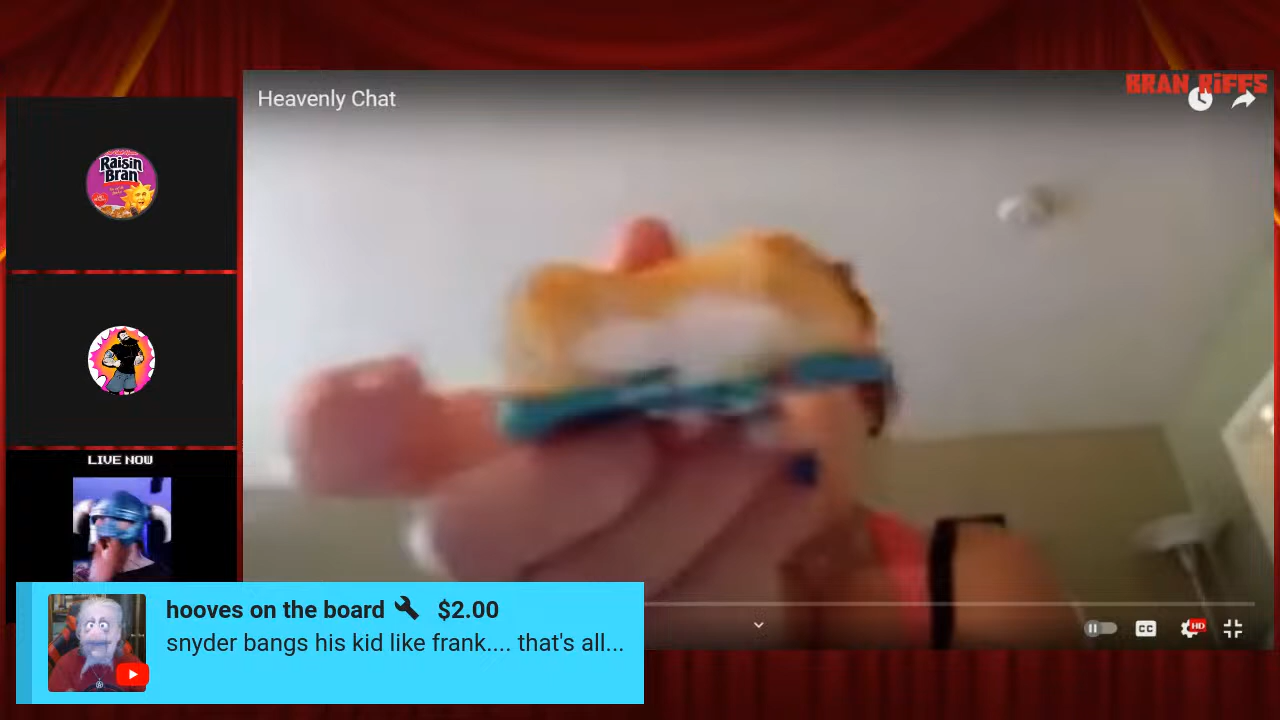 BRAN RiFFS
Heavenly Chat
Raisin
Bran
LIVE NOW
hooves on the board $2.00
snyder bangs his kid like frank.... that's all...
CC
HD